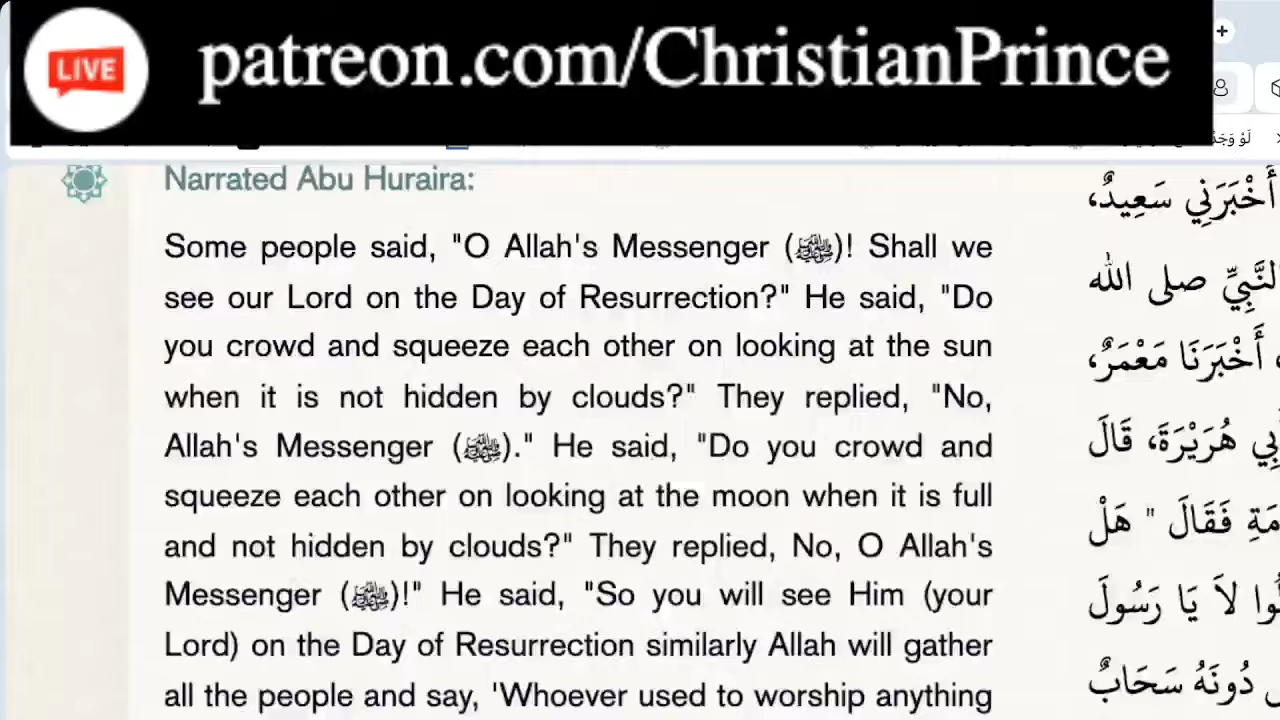 LIVE
patreon.com/ChristianPrince
لَوْ وَجَدْ
Narrated Abu Huraira:
Some people said, "O Allah's Messenger (ﷺ)! Shall we
see our Lord on the Day of Resurrection?" He said, "Do
you crowd and squeeze each other on looking at the sun
when it is not hidden by clouds?" They replied, "No,
Allah's Messenger (ﷺ)." He said, "Do you crowd and
squeeze each other on looking at the moon when it is full
and not hidden by clouds?" They replied, No, O Allah's
Messenger (ﷺ)!" He said, "So you will see Him (your
Lord) on the Day of Resurrection similarly Allah will gather
all the people and say, 'Whoever used to worship anything
أَخْبَرَنِي سَعِيدٌ،
النَّبِيِّ صلى الله
أَخْبَرَنَا مَعْمَرٌ،
أَبِي هُرَيْرَةَ، قَالَ
فَقَالَ " هَلْ
لاَ يَا رَسُولَ
دُونَهُ سَحَابٌ